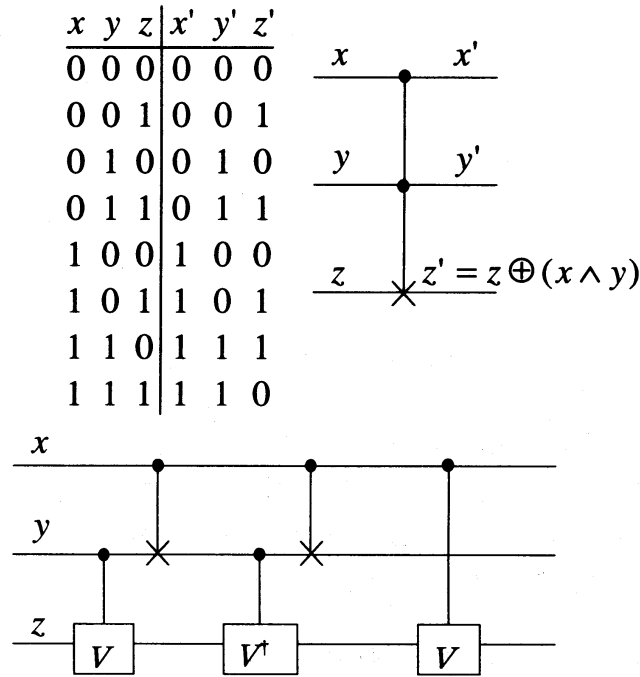 x y z x' y' z'
0 0 0 0 0 0
0 0 1 0 0 1
0 1 0 0 1 0
0 1 1 0 1 1
1 0 0 1 0 0
1 0 1 1 0 1
1 1 0 1 1 1
1 1 1 1 1 0
x x'
y y'
z z' = z ⊕ (x ∧ y)
x
y
z V V† V